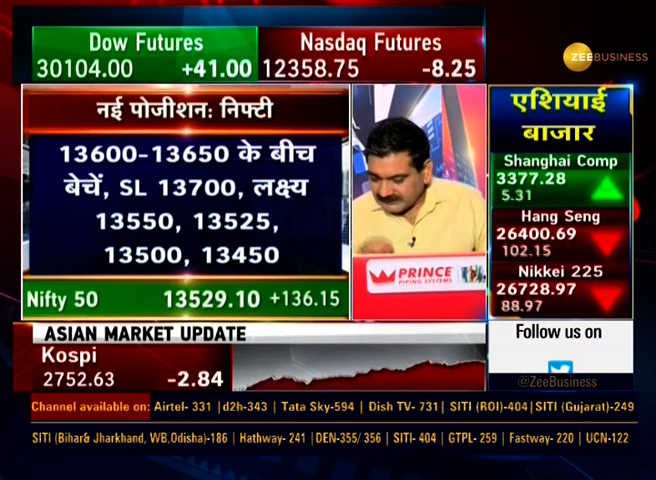 Dow Futures
30104.00 +41.00
Nasdaq Futures
12358.75 -8.25
ZEE BUSINESS
नई पोजीशन: निफ्टी
13600-13650 के बीच
बेचें, SL 13700, लक्ष्य
13550, 13525,
13500, 13450
Nifty 50 13529.10 +136.15
PRINCE
PIPING SYSTEMS
एशियाई
बाजार
Shanghai Comp
3377.28
5.31
Hang Seng
26400.69
102.15
Nikkei 225
26728.97
88.97
ASIAN MARKET UPDATE
Kospi
2752.63 -2.84
Follow us on
@ZeeBusiness
Channel available on: Airtel- 331 | d2h-343 | Tata Sky-594 | Dish TV- 731 | SITI (ROI)-404 | SITI (Gujarat)-249
SITI (Bihar& Jharkhand, WB,Odisha)-186 | Hathway- 241 | DEN-355/ 356 | SITI- 404 | GTPL- 259 | Fastway- 220 | UCN-122